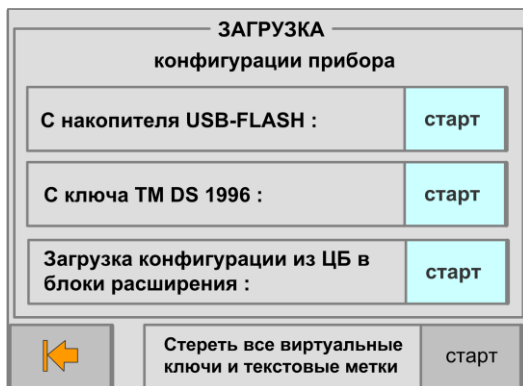 ЗАГРУЗКА
конфигурации прибора
С накопителя USB-FLASH : старт
С ключа ТМ DS 1996 : старт
Загрузка конфигурации из ЦБ в
блоки расширения : старт
Стереть все виртуальные
ключи и текстовые метки старт